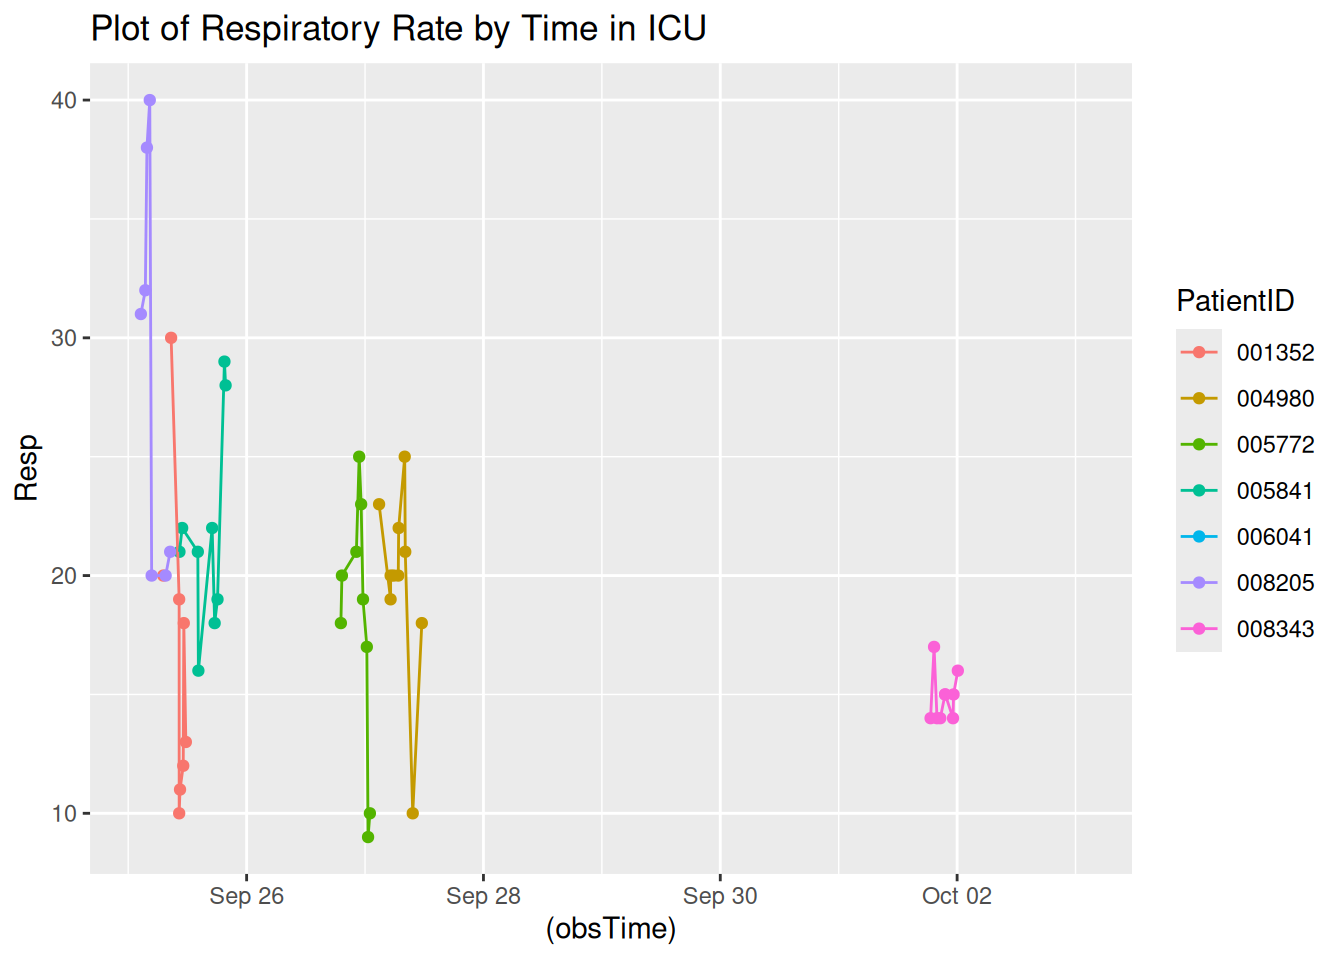 Plot of Respiratory Rate by Time in ICU
40
30
20
10
Resp
Sep 26
Sep 28
Sep 30
Oct 02
(obsTime)
PatientID
001352
004980
005772
005841
006041
008205
008343